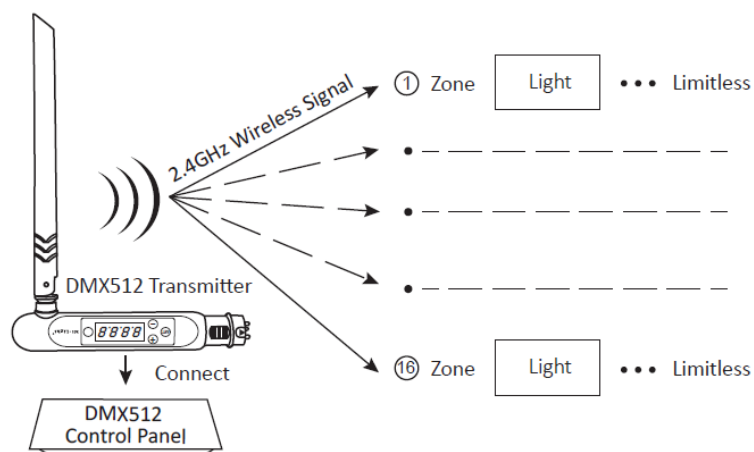 ① Zone Light ••• Limitless
2.4GHz Wireless Signal
DMX512 Transmitter
8888
Connect
⑯ Zone Light ••• Limitless
DMX512
Control Panel